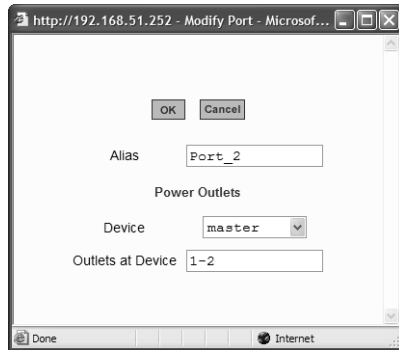 http://192.168.51.252 - Modify Port - Microsof...
OK Cancel
Alias Port_2
Power Outlets
Device master
Outlets at Device 1-2
Done Internet